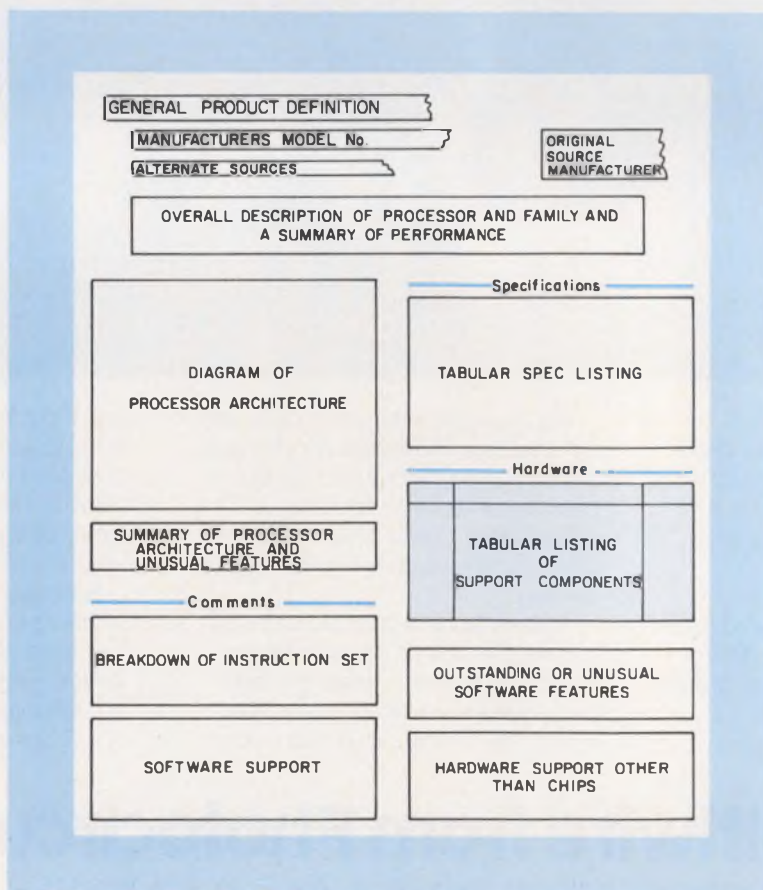 GENERAL PRODUCT DEFINITION
MANUFACTURERS MODEL No.
ALTERNATE SOURCES
ORIGINAL
SOURCE
MANUFACTURER
OVERALL DESCRIPTION OF PROCESSOR AND FAMILY AND
A SUMMARY OF PERFORMANCE
DIAGRAM OF
PROCESSOR ARCHITECTURE
SUMMARY OF PROCESSOR
ARCHITECTURE AND
UNUSUAL FEATURES
Comments
BREAKDOWN OF INSTRUCTION SET
SOFTWARE SUPPORT
Specifications
TABULAR SPEC LISTING
Hardware
TABULAR LISTING
OF
SUPPORT COMPONENTS
OUTSTANDING OR UNUSUAL
SOFTWARE FEATURES
HARDWARE SUPPORT OTHER
THAN CHIPS